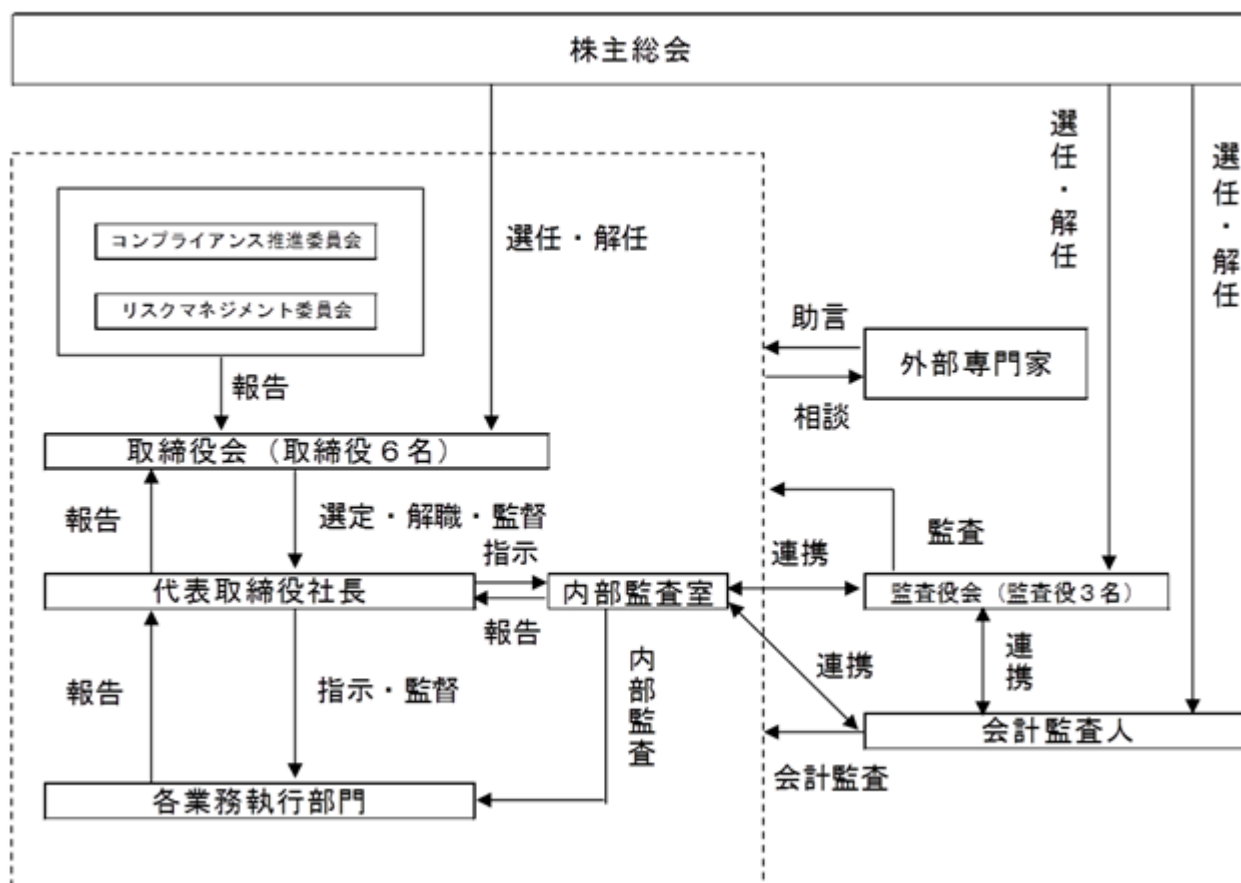 株主総会
選任・解任
選任・解任
選任・解任
コンプライアンス推進委員会
リスクマネジメント委員会
報告
助言
外部専門家
相談
取締役会（取締役６名）
報告
選定・解職・監督
指示
連携
監査
代表取締役社長
内部監査室
監査役会（監査役３名）
報告
報告
指示・監督
内部監査
連携
連携
会計監査人
会計監査
各業務執行部門